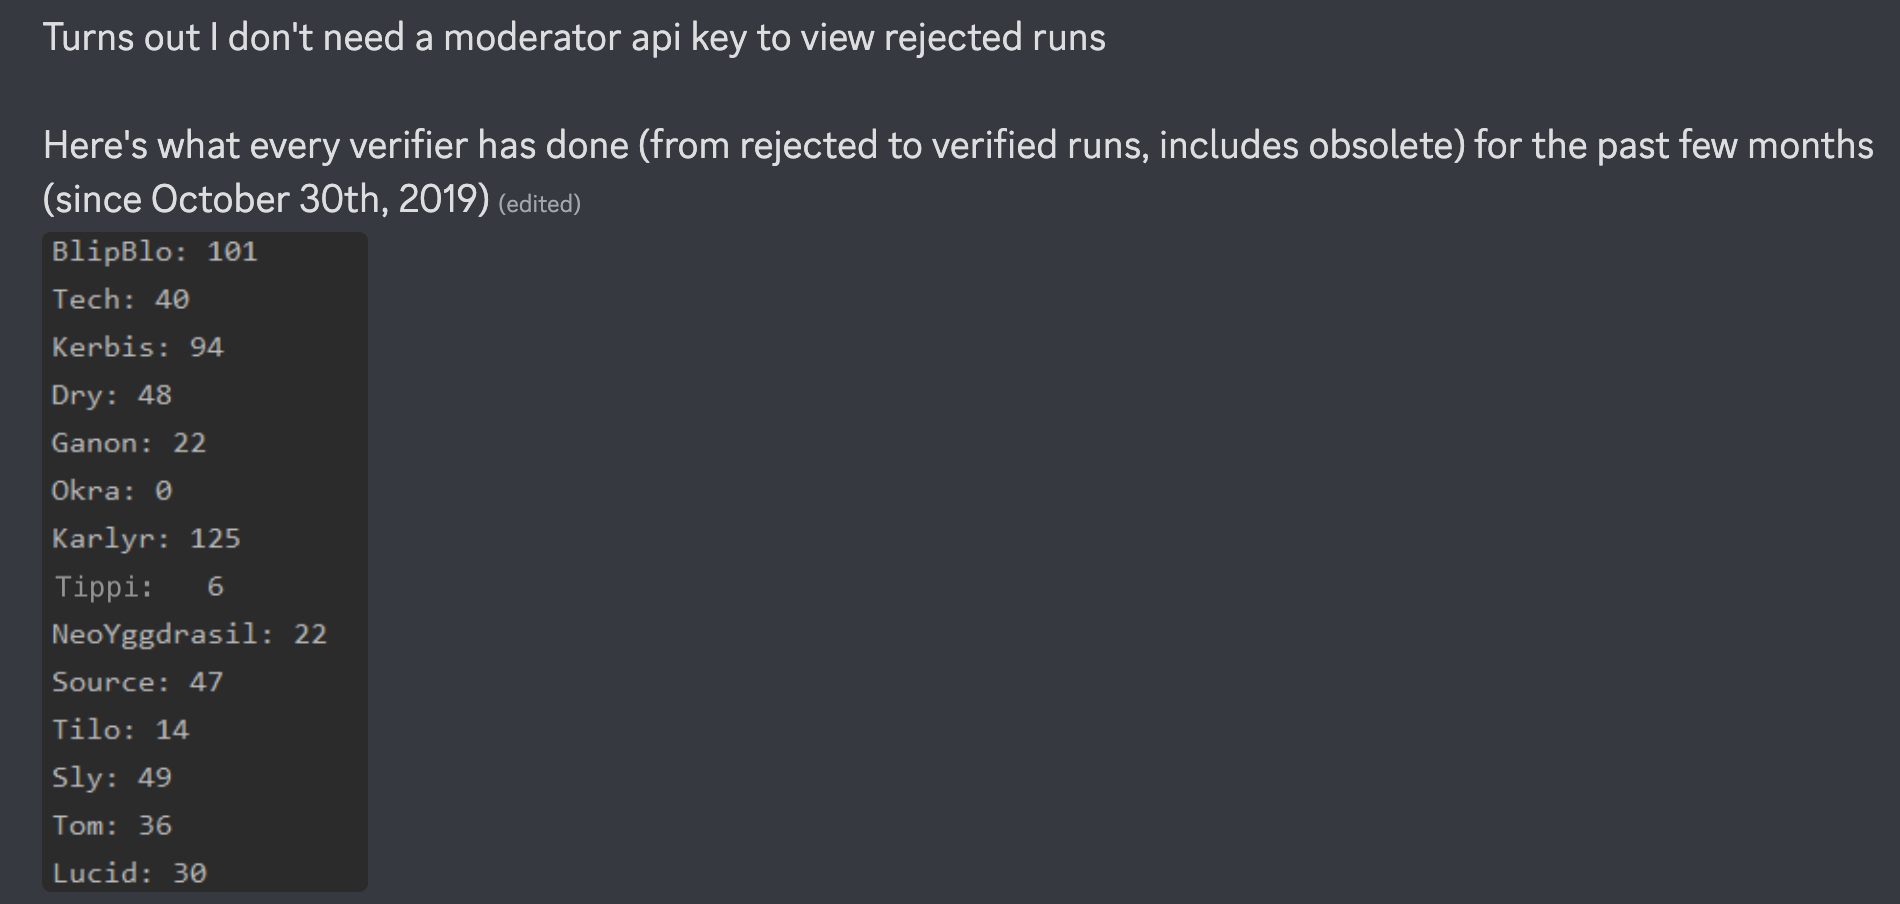 Turns out I don't need a moderator api key to view rejected runs
Here's what every verifier has done (from rejected to verified runs, includes obsolete) for the past few months
(since October 30th, 2019) (edited)
BlipBlo: 101
Tech: 40
Kerbis: 94
Dry: 48
Ganon: 22
Okra: 0
Karlyr: 125
Tippi: 6
NeoYggdrasil: 22
Source: 47
Tilo: 14
Sly: 49
Tom: 36
Lucid: 30